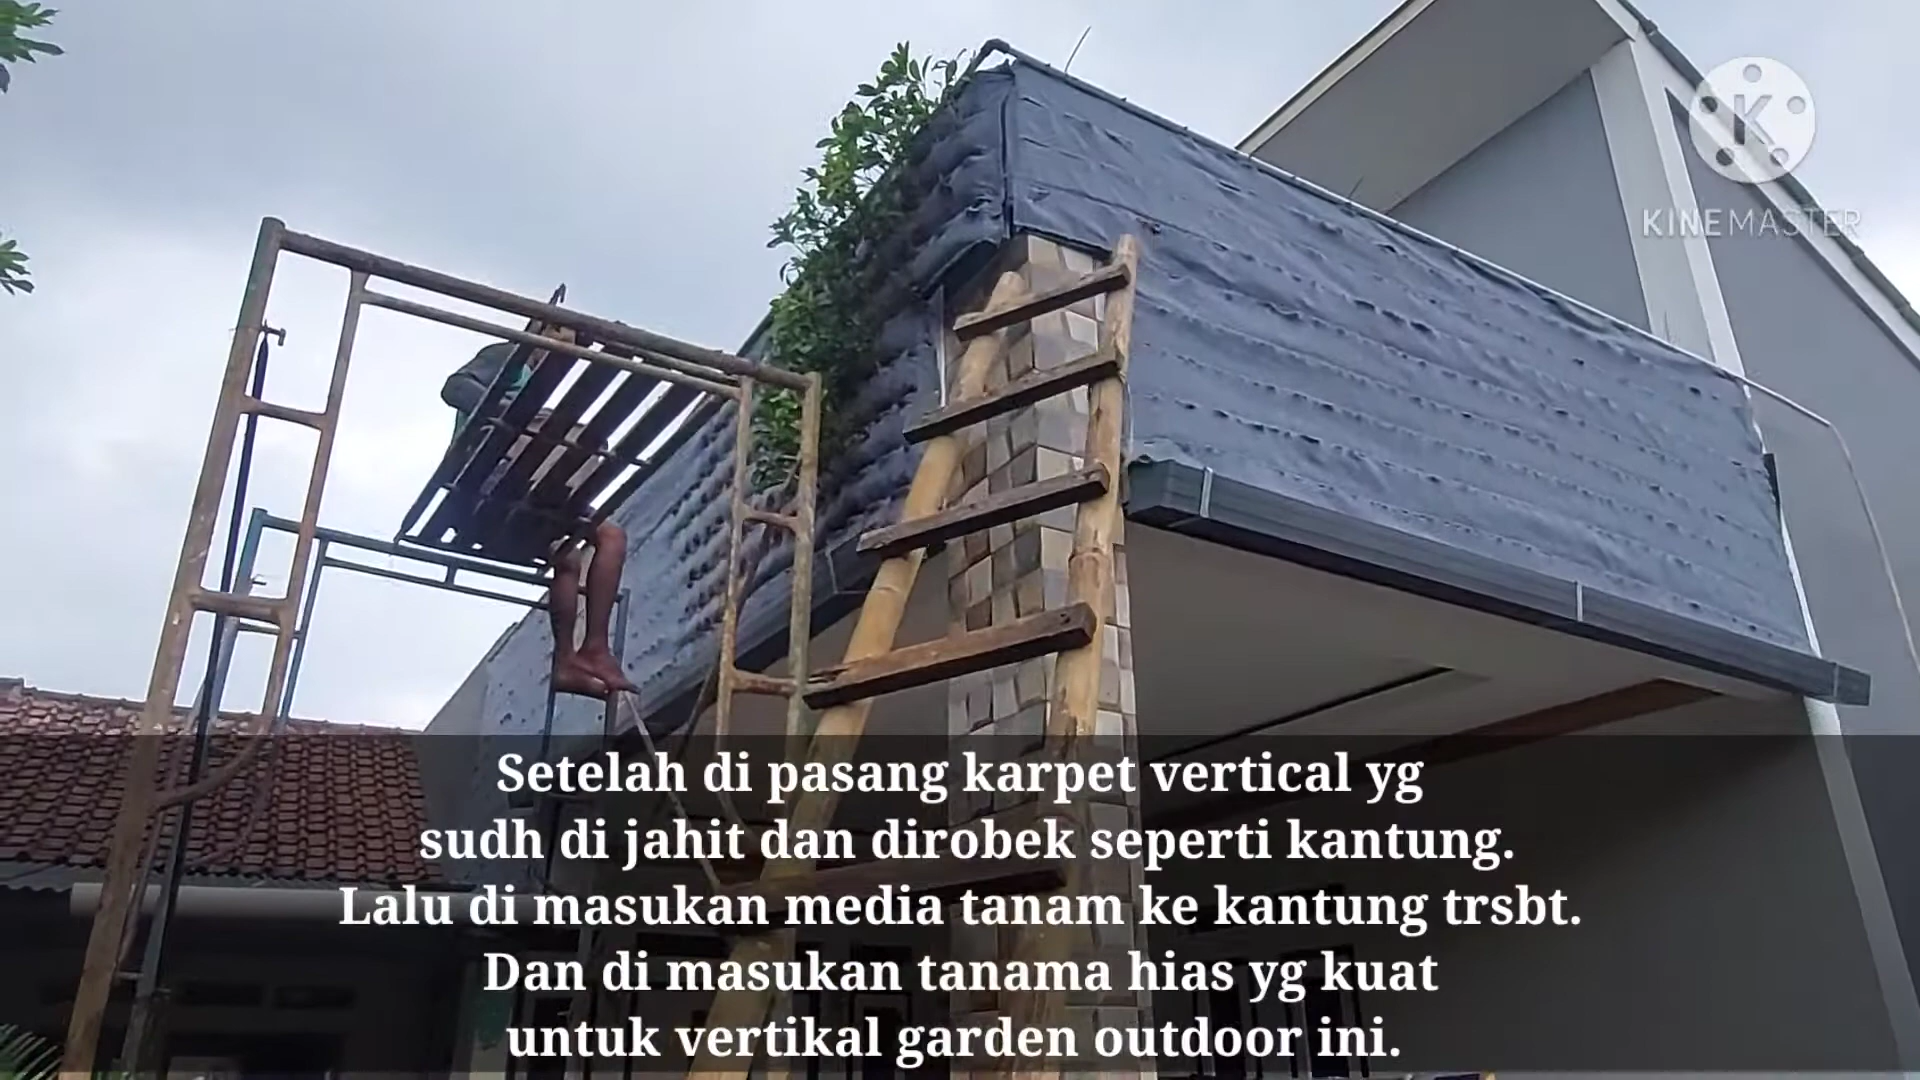 K
KINEMASTER
Setelah di pasang karpet vertical yg
sudh di jahit dan dirobek seperti kantung.
Lalu di masukan media tanam ke kantung trsbt.
Dan di masukan tanama hias yg kuat
untuk vertikal garden outdoor ini.